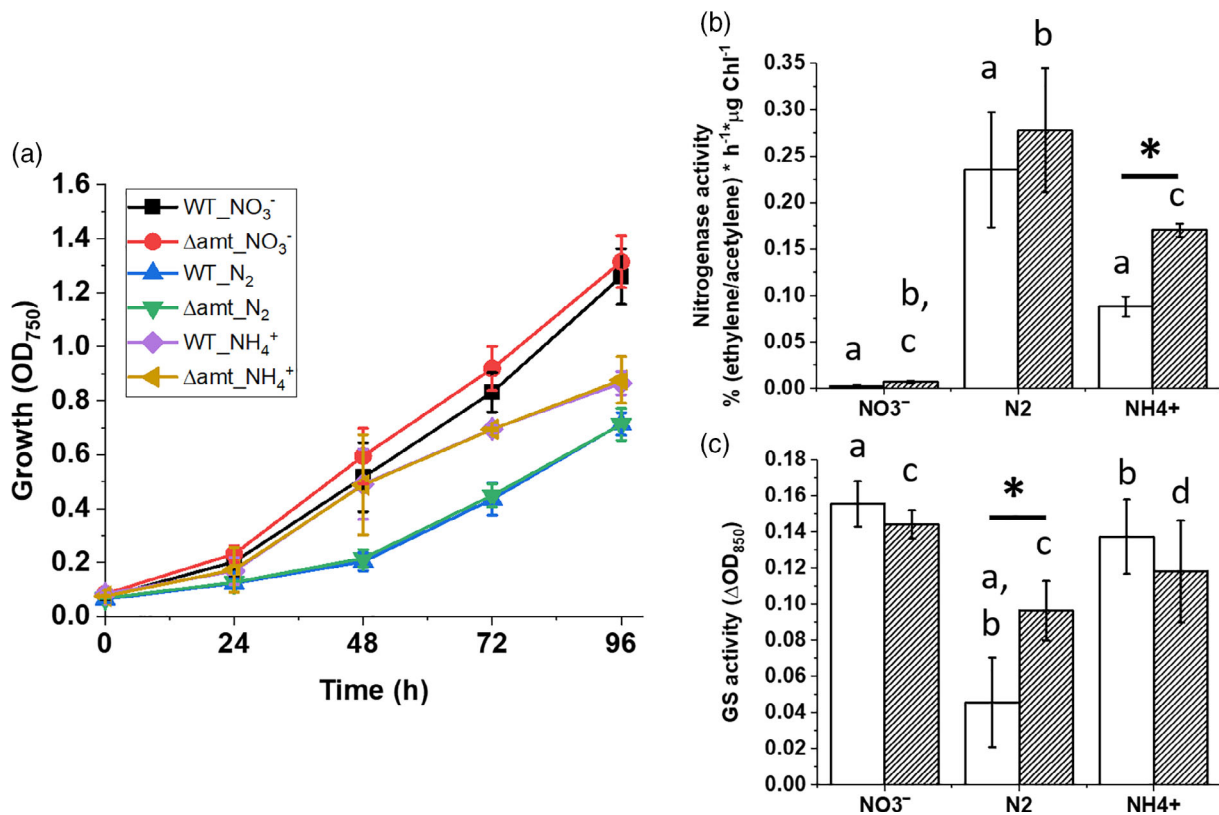 (a)
Growth (OD₇₅₀)
1.6
1.4
1.2
1.0
0.8
0.6
0.4
0.2
0.0
WT_NO₃⁻
Δamt_NO₃⁻
WT_N₂
Δamt_N₂
WT_NH₄⁺
Δamt_NH₄⁺
0 24 48 72 96
Time (h)
(b)
Nitrogenase activity
% (ethylene/acetylene) * h⁻¹*µg Chl⁻¹
0.35
0.30
0.25
0.20
0.15
0.10
0.05
0.00
a
b,
c
a
b
*
a
c
NO3⁻ N2 NH4+
(c)
GS activity (ΔOD₈₅₀)
0.18
0.16
0.14
0.12
0.10
0.08
0.06
0.04
0.02
0.00
a
c
*
a,
b
c
b
d
NO3⁻ N2 NH4+